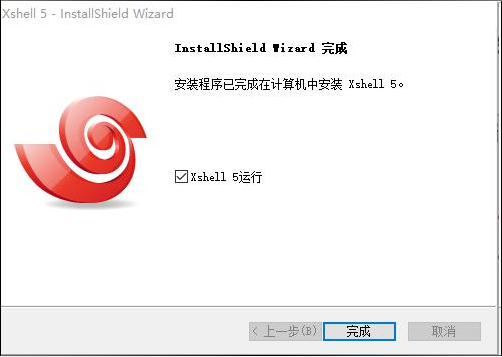 Xshell 5 - InstallShield Wizard
InstallShield Wizard 完成
安装程序已完成在计算机中安装 Xshell 5。
Xshell 5运行
< 上一步(B)
完成
取消